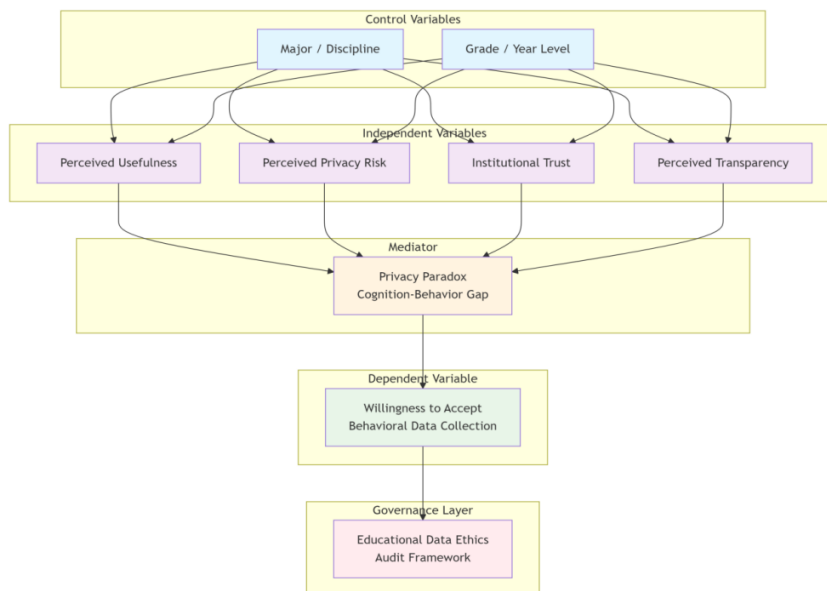 Control Variables
Major / Discipline
Grade / Year Level
Independent Variables
Perceived Usefulness
Perceived Privacy Risk
Institutional Trust
Perceived Transparency
Mediator
Privacy Paradox
Cognition-Behavior Gap
Dependent Variable
Willingness to Accept
Behavioral Data Collection
Governance Layer
Educational Data Ethics
Audit Framework